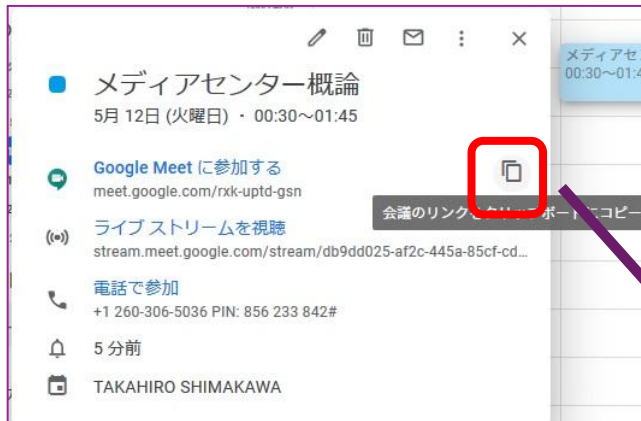 メディアセンター概論
5月 12日 (火曜日) ・ 00:30～01:45
メディアセ
00:30～01:4
Google Meet に参加する
meet.google.com/rxk-uptd-gsn
会議のリンクをクリップボードにコピー
ライブ ストリームを視聴
stream.meet.google.com/stream/db9dd025-af2c-445a-85cf-cd...
電話で参加
+1 260-306-5036 PIN: 856 233 842#
5 分前
TAKAHIRO SHIMAKAWA